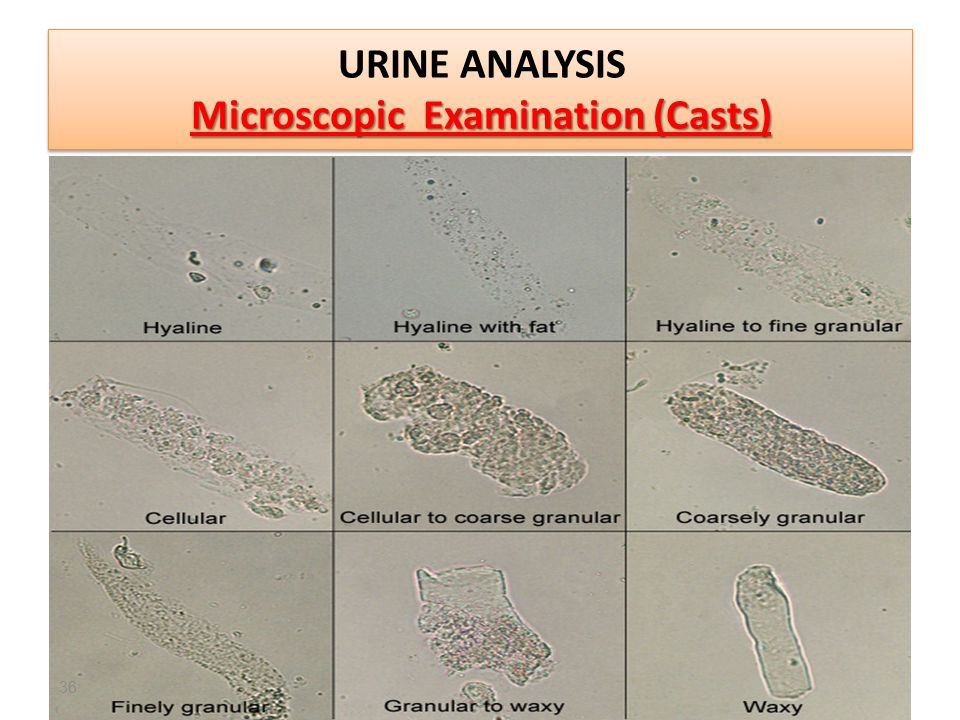 URINE ANALYSIS
Microscopic Examination (Casts)
Hyaline
Hyaline with fat
Hyaline to fine granular
Cellular
Cellular to coarse granular
Coarsely granular
Finely granular
Granular to waxy
Waxy
36